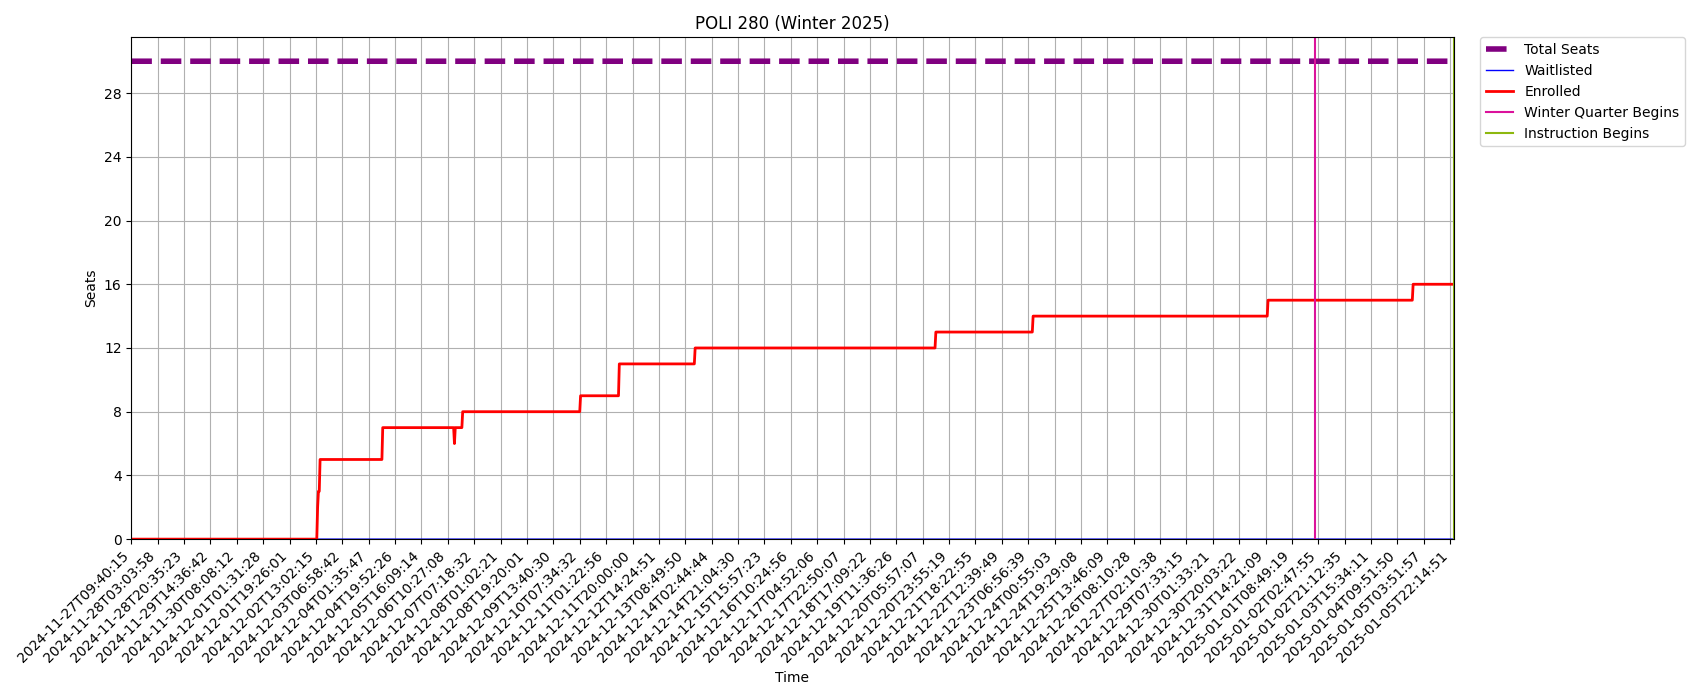 POLI 280 (Winter 2025)
Total Seats
Waitlisted
Enrolled
Winter Quarter Begins
Instruction Begins
Seats
28
24
20
16
12
8
4
0
2024-11-27T09:40:15
2024-11-28T03:03:58
2024-11-28T20:35:23
2024-11-29T14:36:42
2024-11-30T08:08:12
2024-12-01T01:31:28
2024-12-01T19:26:01
2024-12-02T13:02:15
2024-12-03T06:58:42
2024-12-04T01:35:47
2024-12-04T19:52:26
2024-12-05T16:09:14
2024-12-06T10:27:08
2024-12-07T07:18:32
2024-12-08T01:02:21
2024-12-08T19:20:01
2024-12-09T13:40:30
2024-12-10T07:34:32
2024-12-11T01:22:56
2024-12-11T20:00:00
2024-12-12T14:24:51
2024-12-13T08:49:50
2024-12-14T02:44:44
2024-12-14T21:04:30
2024-12-15T15:57:23
2024-12-16T10:24:56
2024-12-17T04:52:06
2024-12-17T22:50:07
2024-12-18T17:09:22
2024-12-19T11:36:26
2024-12-20T05:57:07
2024-12-20T23:55:19
2024-12-21T18:22:55
2024-12-22T12:39:49
2024-12-23T06:56:39
2024-12-24T00:55:03
2024-12-24T19:29:08
2024-12-25T13:46:09
2024-12-26T08:10:28
2024-12-27T02:10:38
2024-12-29T07:33:15
2024-12-30T01:33:21
2024-12-30T20:03:22
2024-12-31T14:21:09
2025-01-01T08:49:19
2025-01-02T02:47:55
2025-01-02T21:12:35
2025-01-03T15:34:11
2025-01-04T09:51:50
2025-01-05T03:51:57
2025-01-05T22:14:51
Time